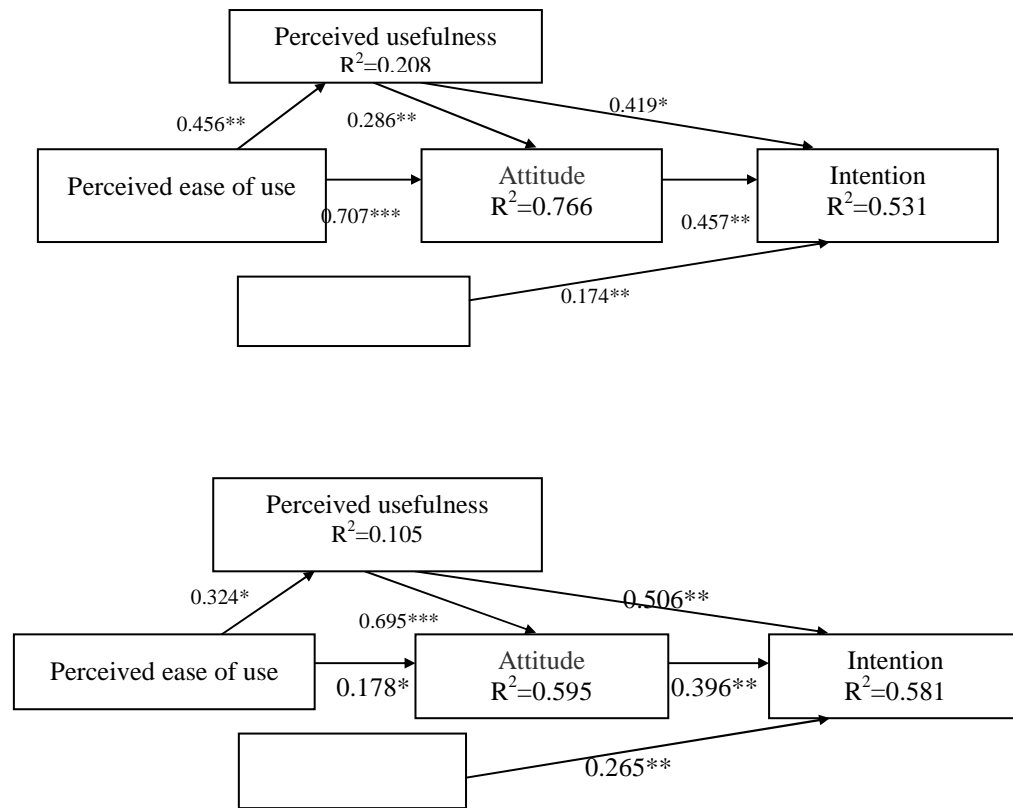 Perceived usefulness
R²=0.208
0.456**
0.286**
0.419*
Perceived ease of use
Attitude
R²=0.766
Intention
R²=0.531
0.707***
0.457**
0.174**
Perceived usefulness
R²=0.105
0.324*
0.695***
0.506**
Perceived ease of use
Attitude
R²=0.595
Intention
R²=0.581
0.178*
0.396**
0.265**